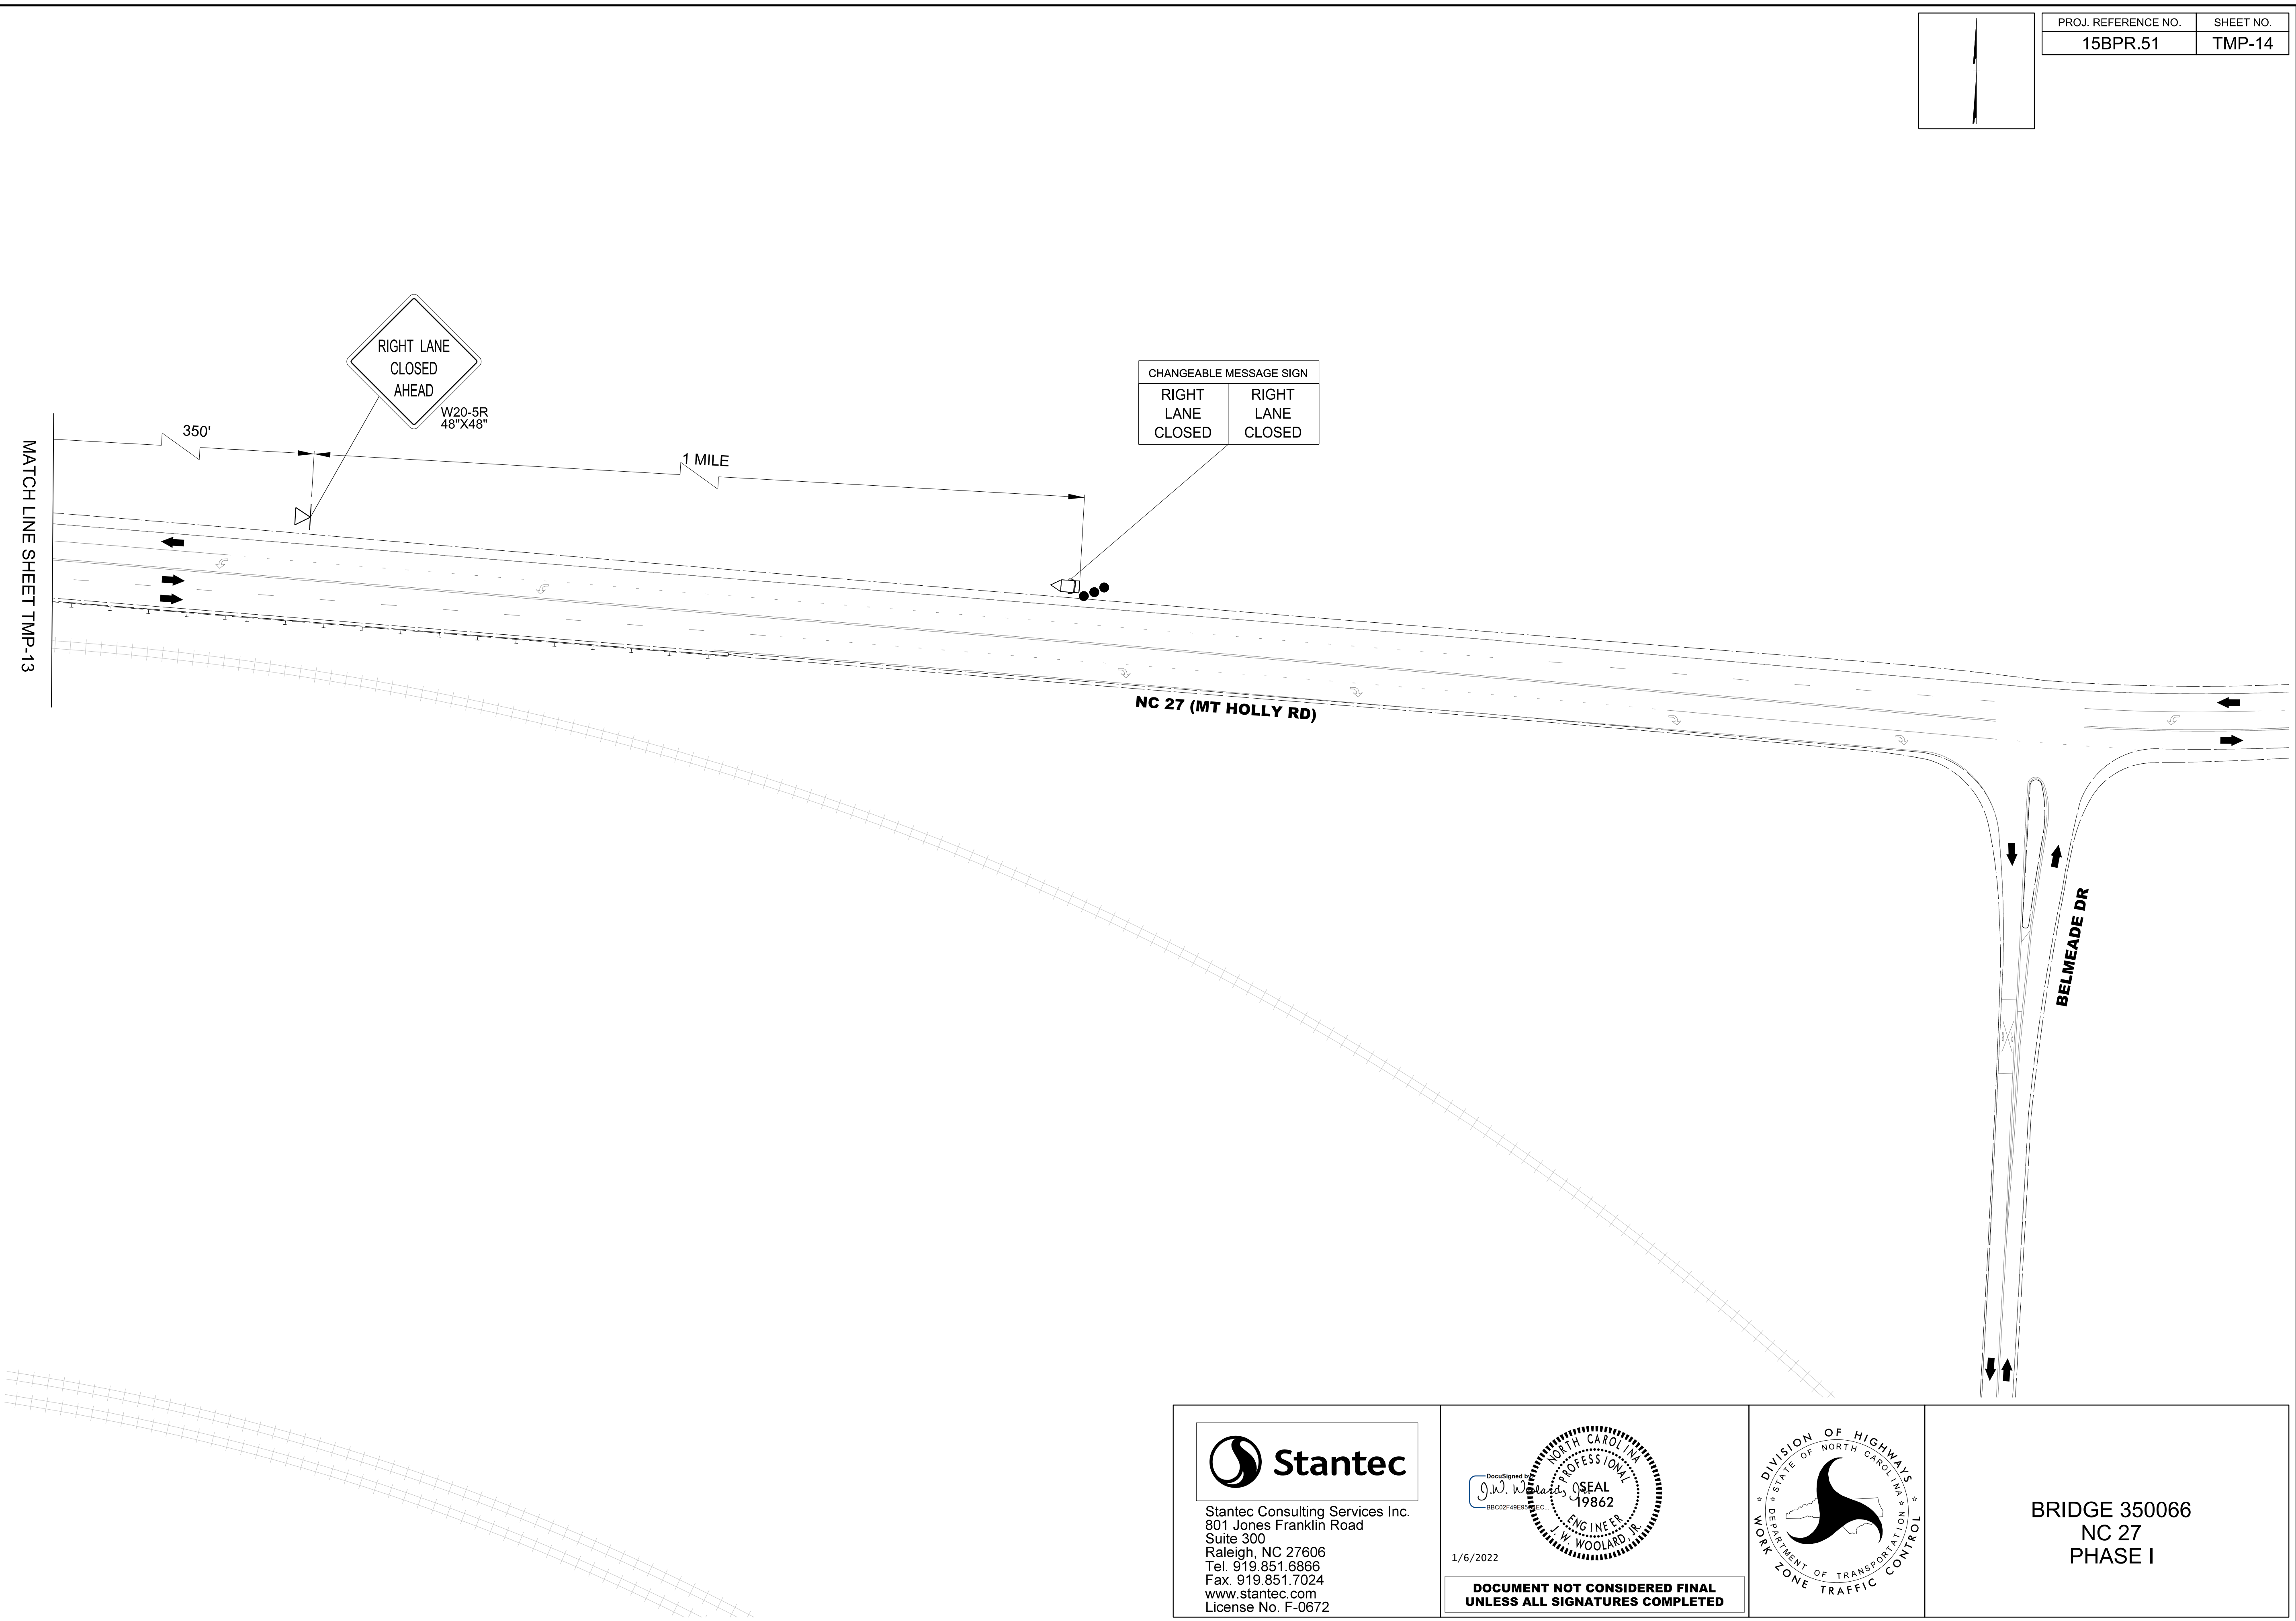 PROJ. REFERENCE NO. SHEET NO.
15BPR.51 TMP-14
RIGHT LANE
CLOSED
AHEAD
W20-5R
48"X48"
350'
1 MILE
CHANGEABLE MESSAGE SIGN
RIGHT RIGHT
LANE LANE
CLOSED CLOSED
MATCH LINE SHEET TMP-13
NC 27 (MT HOLLY RD)
BELMEADE DR
Stantec
Stantec Consulting Services Inc.
801 Jones Franklin Road
Suite 300
Raleigh, NC 27606
Tel. 919.851.6866
Fax. 919.851.7024
www.stantec.com
License No. F-0672
DocuSigned by
J.W. Woolard, Jr.
NORTH CAROLINA
PROFESSIONAL
SEAL
19862
ENGINEER
J. W. WOOLARD, JR.
1/6/2022
DOCUMENT NOT CONSIDERED FINAL
UNLESS ALL SIGNATURES COMPLETED
DIVISION OF HIGHWAYS
STATE OF NORTH CAROLINA
DEPARTMENT OF TRANSPORTATION
WORK ZONE TRAFFIC CONTROL
BRIDGE 350066
NC 27
PHASE I